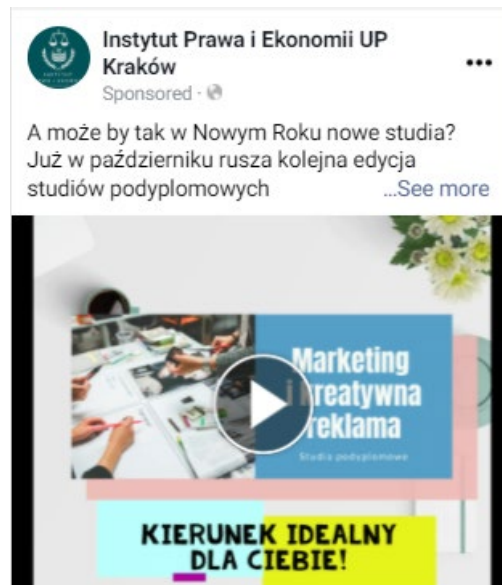 Instytut Prawa i Ekonomii UP
Kraków
Sponsored ·
A może by tak w Nowym Roku nowe studia?
Już w październiku rusza kolejna edycja
studiów podyplomowych ...See more
Marketing
i kreatywna
reklama
Studia podyplomowe
KIERUNEK IDEALNY
DLA CIEBIE!